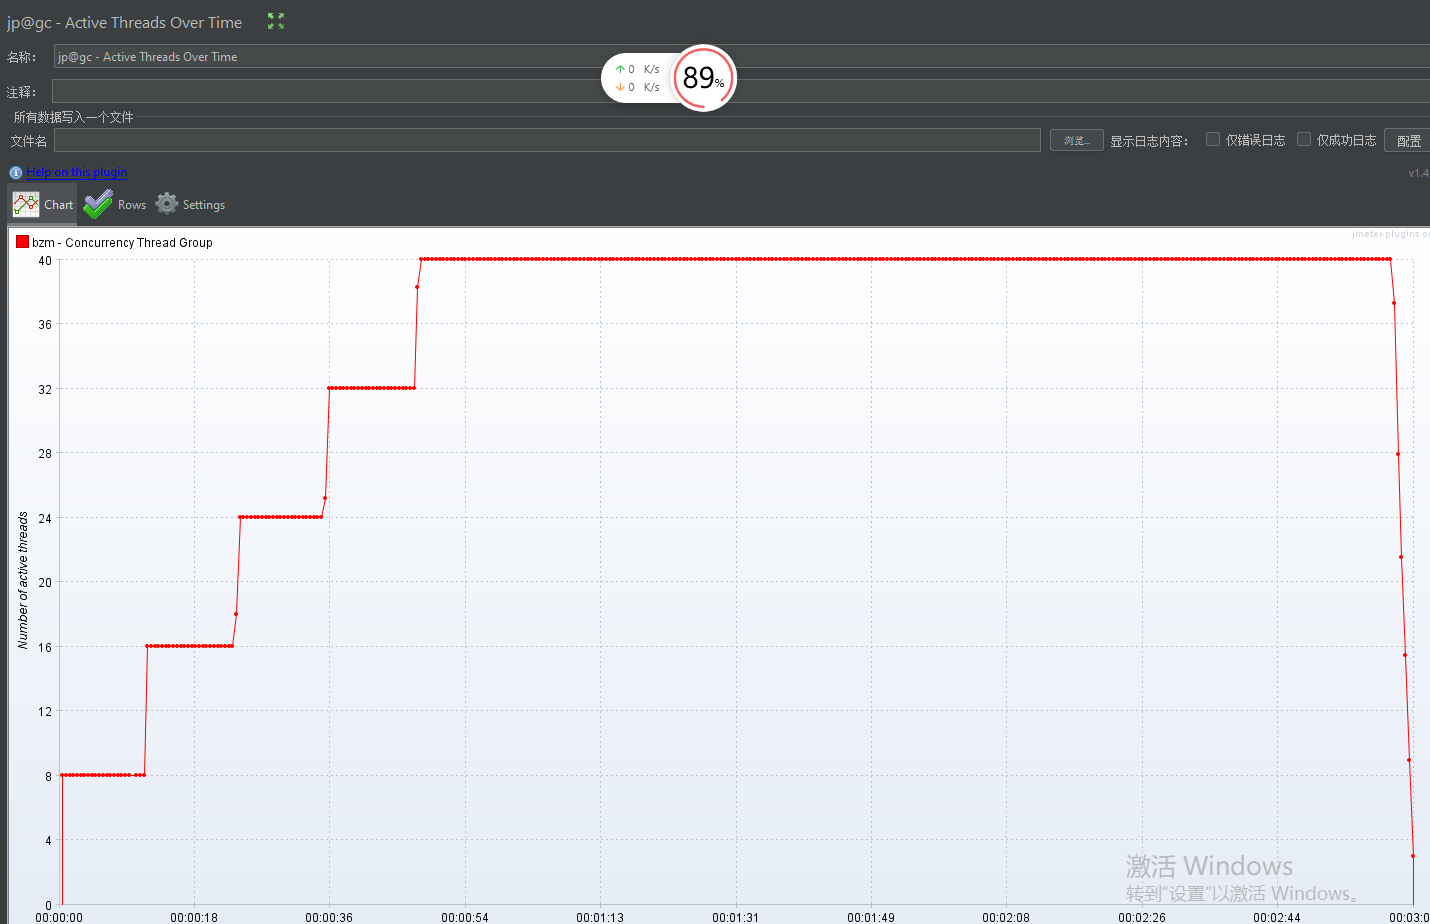 jp@gc - Active Threads Over Time
名称： jp@gc - Active Threads Over Time
↑ 0 K/s
↓ 0 K/s
89%
注释：
所有数据写入一个文件
文件名 浏览... 显示日志内容： 仅错误日志 仅成功日志 配置
Help on this plugin
v1.4
Chart Rows Settings
bzm - Concurrency Thread Group
jmeter-plugins.o
40
36
32
28
24
20
16
12
8
4
0
Number of active threads
00:00:00 00:00:18 00:00:36 00:00:54 00:01:13 00:01:31 00:01:49 00:02:08 00:02:26 00:02:44 00:03:0
激活 Windows
转到“设置”以激活 Windows。